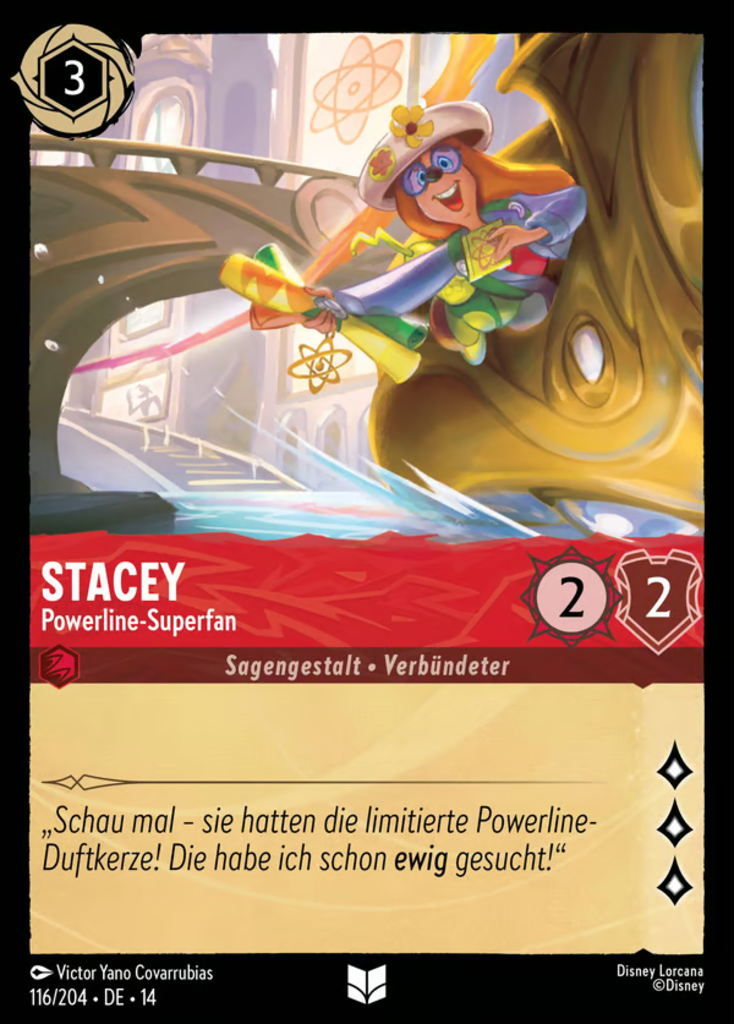 3
STACEY
Powerline-Superfan
2
2
Sagengestalt • Verbündeter
„Schau mal – sie hatten die limitierte Powerline-
Duftkerze! Die habe ich schon ewig gesucht!“
Victor Yano Covarrubias
116/204 • DE • 14
Disney Lorcana
©Disney